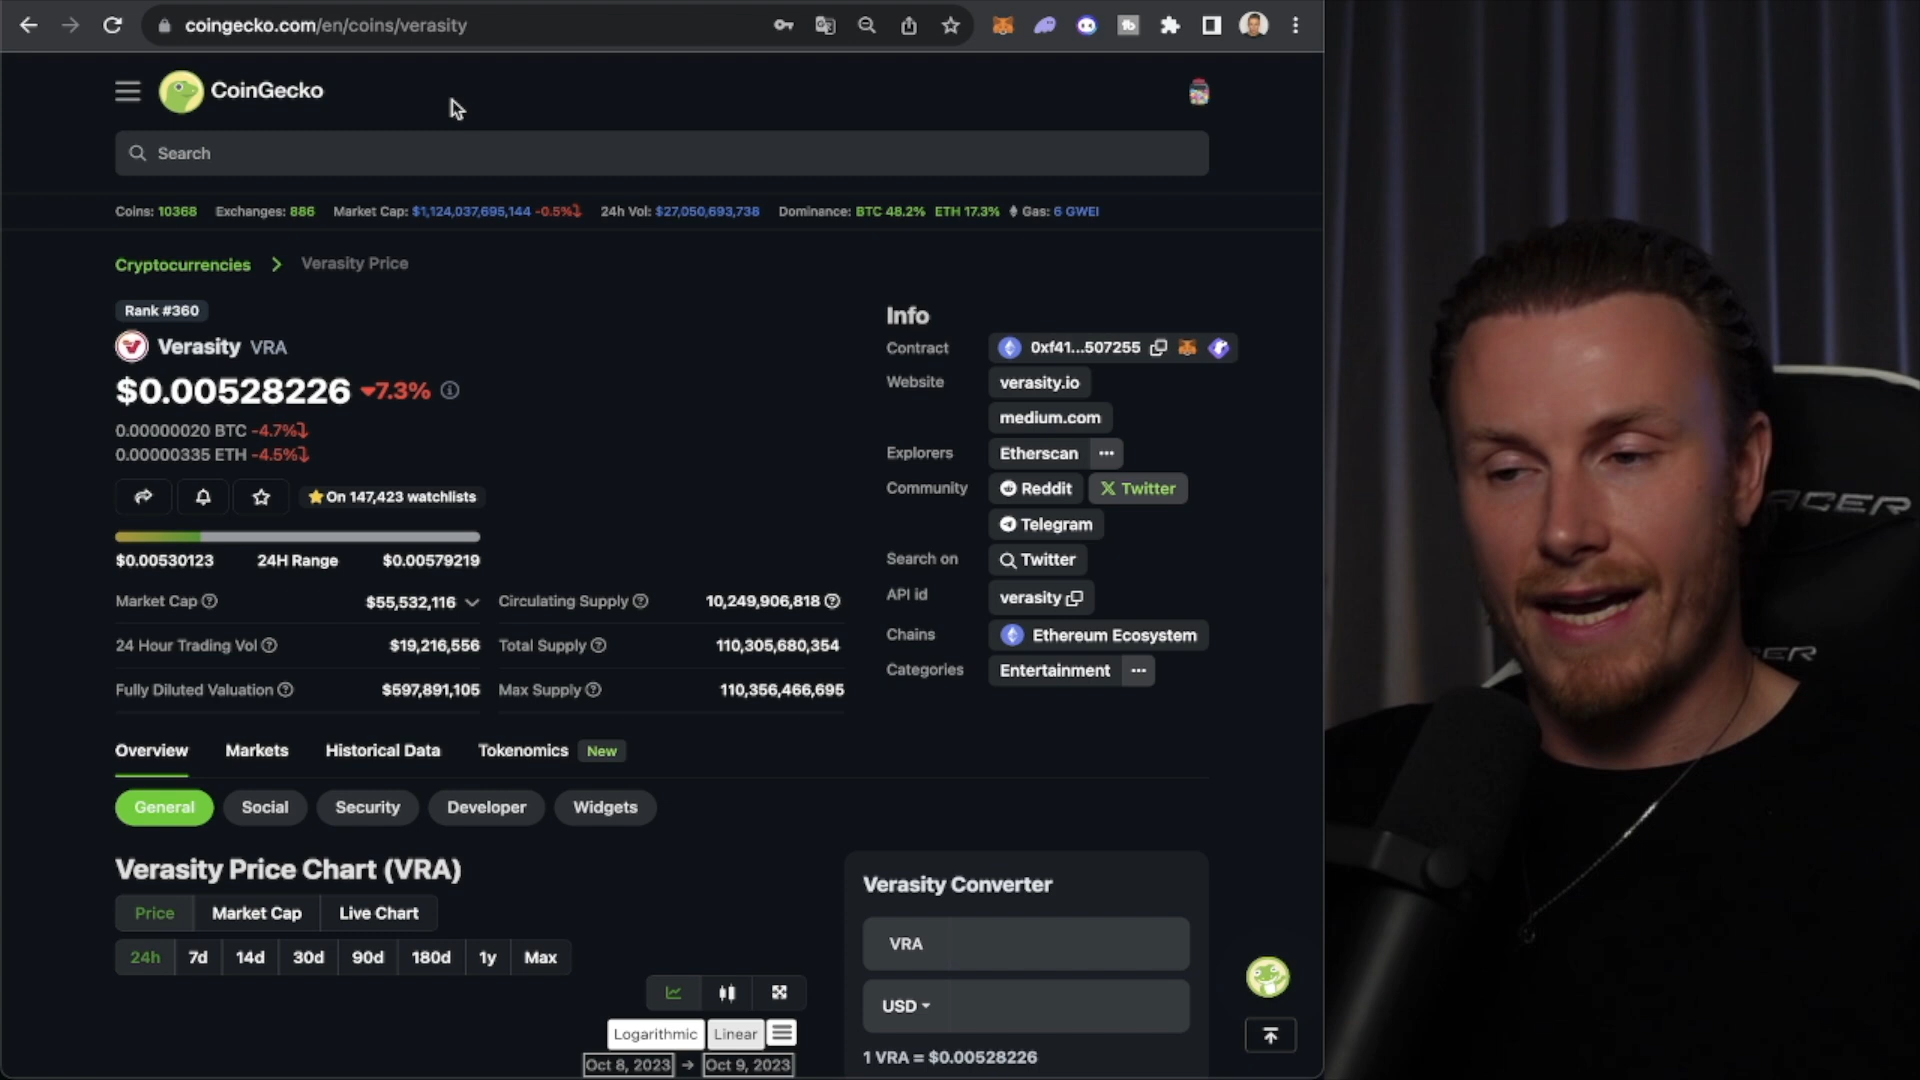 coingecko.com/en/coins/verasity
CoinGecko
Search
Coins: 10368 Exchanges: 886 Market Cap: $1,124,037,695,144 -0.5% 24h Vol: $27,050,693,738 Dominance: BTC 48.2% ETH 17.3% Gas: 6 GWEI
Cryptocurrencies > Verasity Price
Rank #360
Verasity VRA
$0.00528226 7.3%
0.00000020 BTC -4.7%
0.00000335 ETH -4.5%
On 147,423 watchlists
$0.00530123 24H Range $0.00579219
Market Cap $55,532,116
24 Hour Trading Vol $19,216,556
Fully Diluted Valuation $597,891,105
Circulating Supply 10,249,906,818
Total Supply 110,305,680,354
Max Supply 110,356,466,695
Info
Contract 0xf41...507255
Website verasity.io
medium.com
Explorers Etherscan ...
Community Reddit X Twitter
Telegram
Search on Twitter
API id verasity
Chains Ethereum Ecosystem
Categories Entertainment ...
Overview Markets Historical Data Tokenomics New
General Social Security Developer Widgets
Verasity Price Chart (VRA)
Price Market Cap Live Chart
24h 7d 14d 30d 90d 180d 1y Max
Logarithmic Linear
Oct 8, 2023 → Oct 9, 2023
Verasity Converter
VRA
USD
1 VRA = $0.00528226